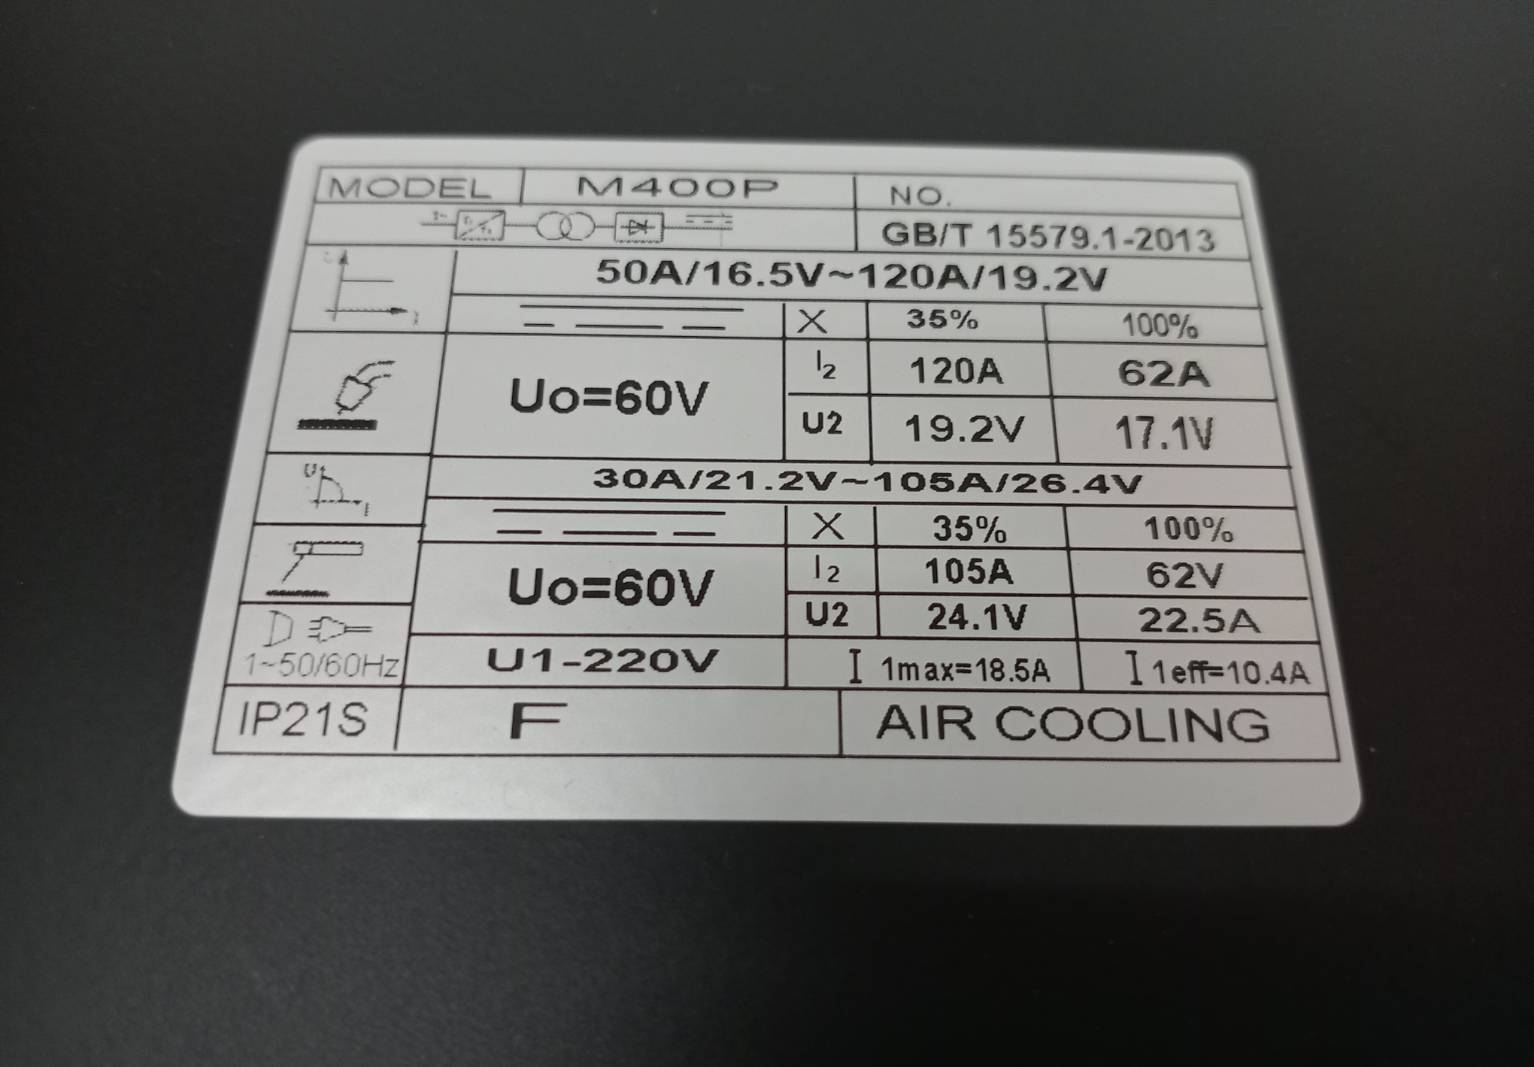 MODEL M400P NO.
GB/T 15579.1-2013
50A/16.5V~120A/19.2V
X 35% 100%
I2 120A 62A
Uo=60V
U2 19.2V 17.1V
U I
30A/21.2V~105A/26.4V
X 35% 100%
I2 105A 62V
Uo=60V
U2 24.1V 22.5A
1~50/60Hz U1-220V I 1max=18.5A I 1eff=10.4A
IP21S F AIR COOLING